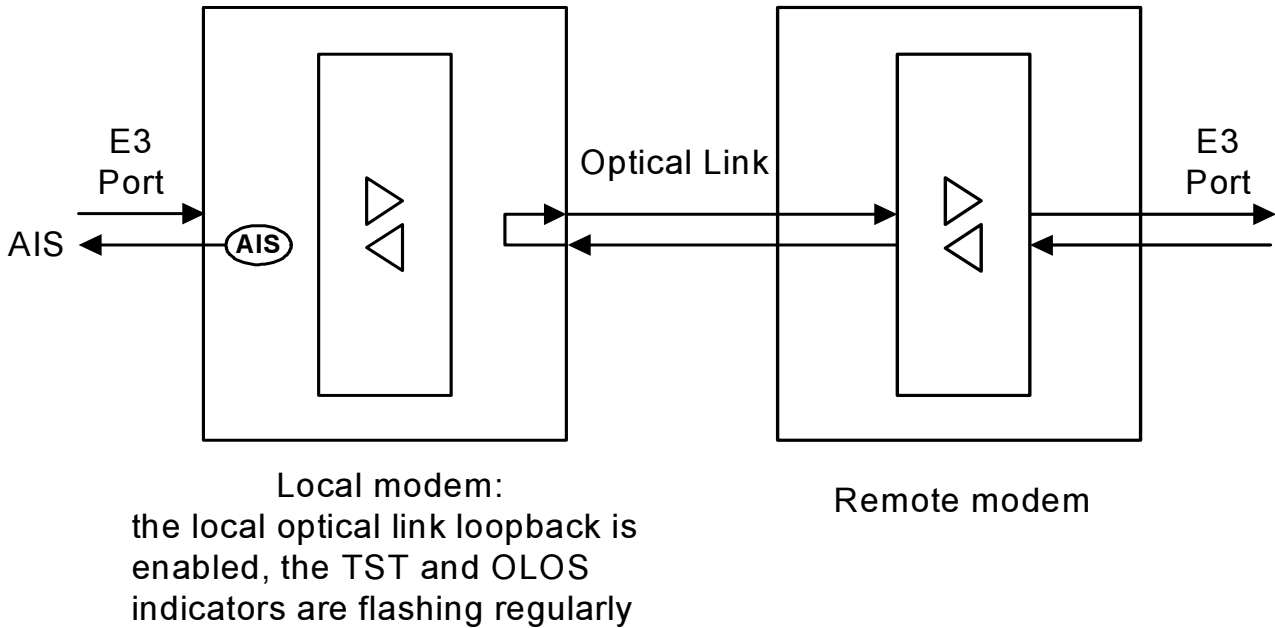 E3
Port
AIS
AIS
Optical Link
E3
Port
Local modem:
the local optical link loopback is
enabled, the TST and OLOS
indicators are flashing regularly
Remote modem